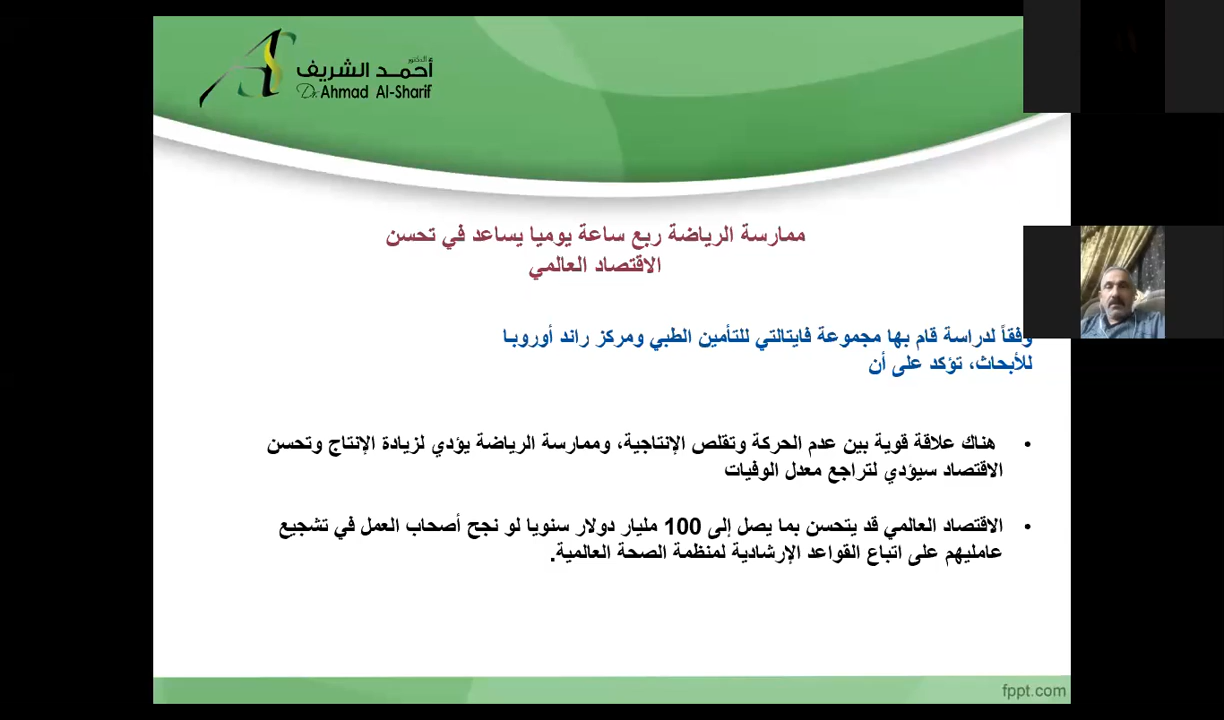 الدكتور
أحمد الشريف
Dr. Ahmad Al-Sharif
ممارسة الرياضة ربع ساعة يوميا يساعد في تحسن
الاقتصاد العالمي
وفقاً لدراسة قام بها مجموعة فايتالتي للتأمين الطبي ومركز راند أوروبا
للأبحاث، تؤكد على أن
• هناك علاقة قوية بين عدم الحركة وتقلص الإنتاجية، وممارسة الرياضة يؤدي لزيادة الإنتاج وتحسن
الاقتصاد سيؤدي لتراجع معدل الوفيات
• الاقتصاد العالمي قد يتحسن بما يصل إلى 100 مليار دولار سنويا لو نجح أصحاب العمل في تشجيع
عامليهم على اتباع القواعد الإرشادية لمنظمة الصحة العالمية.
fppt.com